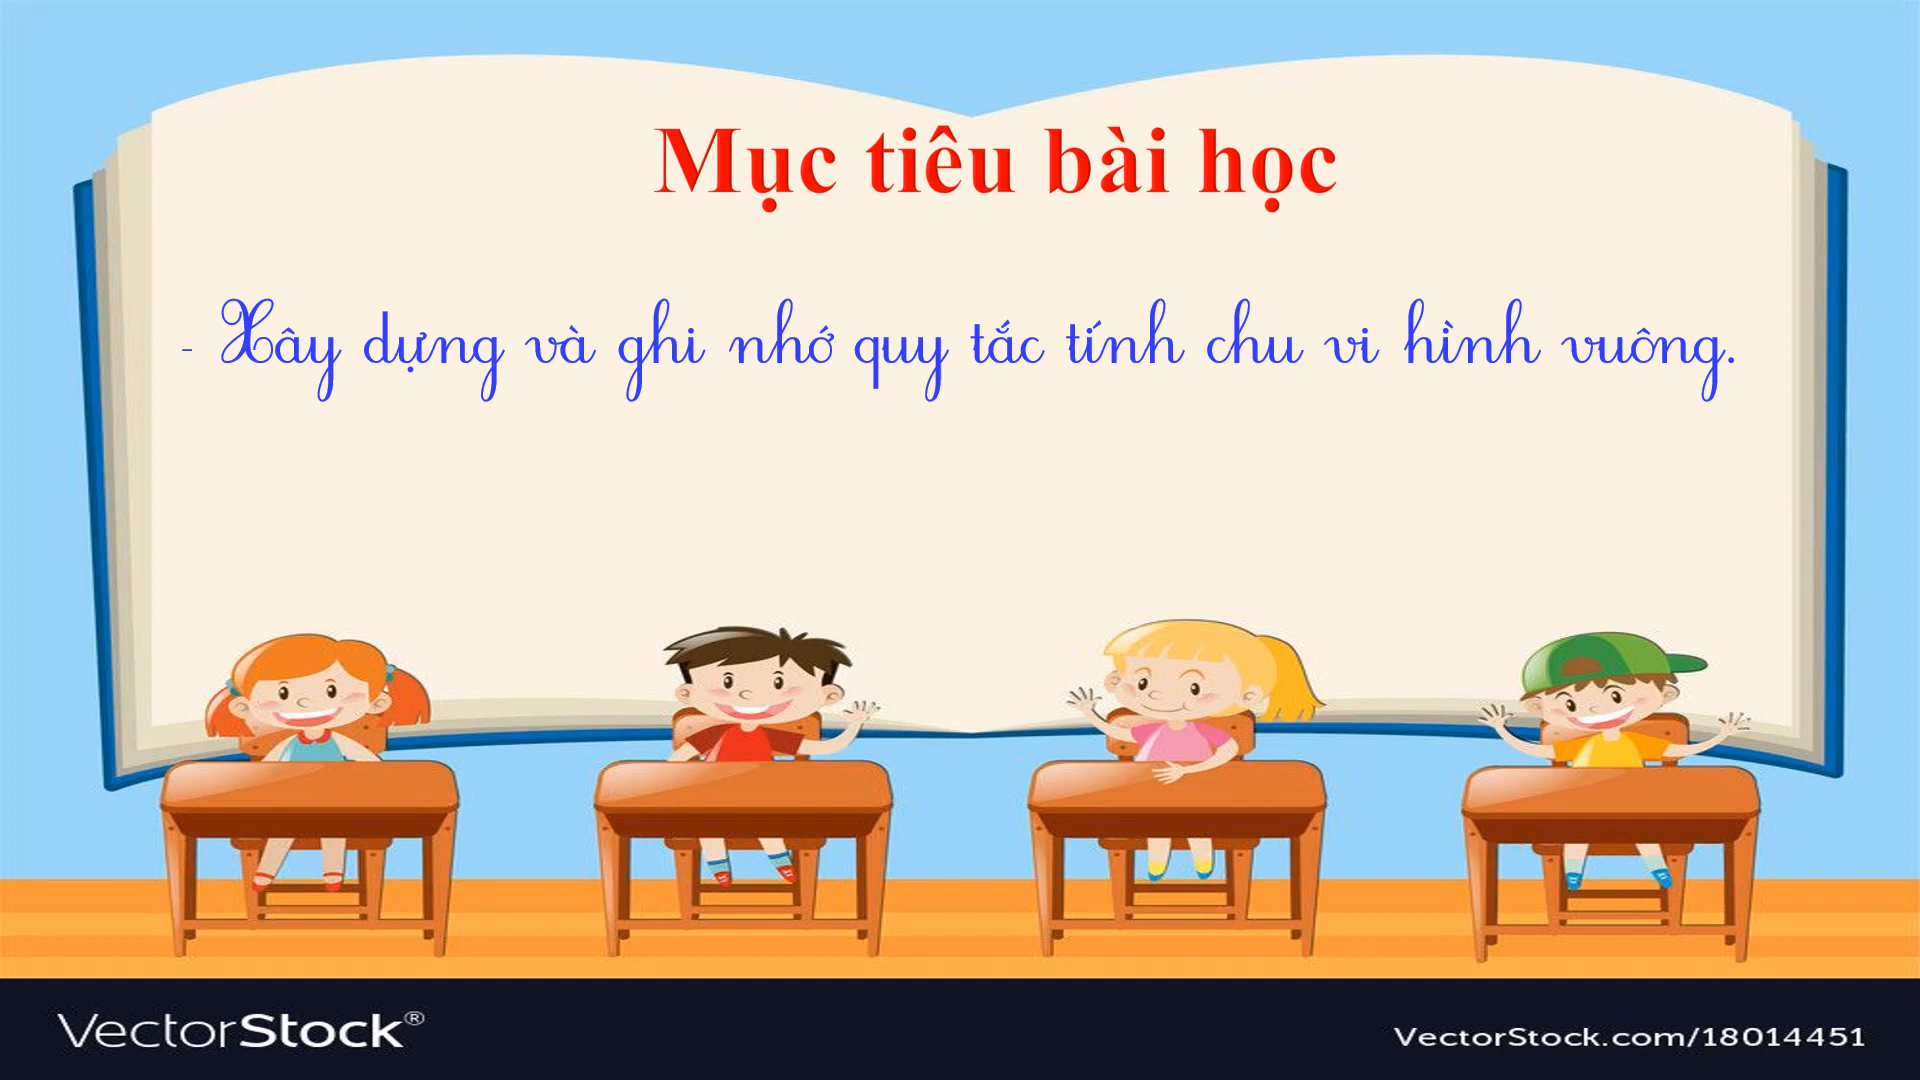 Mục tiêu bài học
- Xây dựng và ghi nhớ quy tắc tính chu vi hình vuông.
VectorStock®
VectorStock.com/18014451